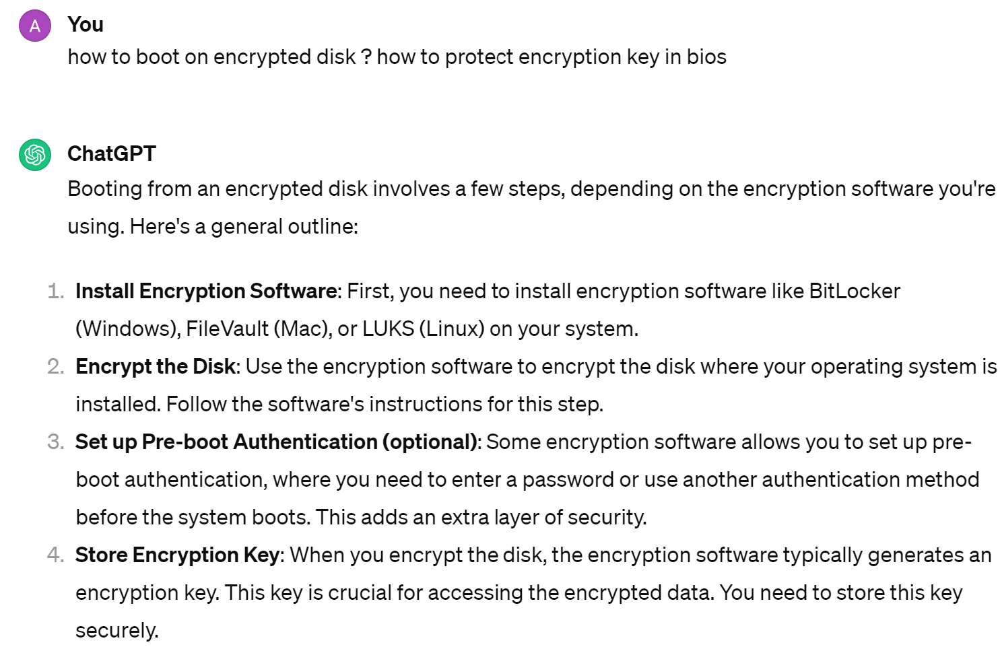 A
You
how to boot on encrypted disk ? how to protect encryption key in bios
ChatGPT
Booting from an encrypted disk involves a few steps, depending on the encryption software you're
using. Here's a general outline:
1. Install Encryption Software: First, you need to install encryption software like BitLocker
(Windows), FileVault (Mac), or LUKS (Linux) on your system.
2. Encrypt the Disk: Use the encryption software to encrypt the disk where your operating system is
installed. Follow the software's instructions for this step.
3. Set up Pre-boot Authentication (optional): Some encryption software allows you to set up pre-
boot authentication, where you need to enter a password or use another authentication method
before the system boots. This adds an extra layer of security.
4. Store Encryption Key: When you encrypt the disk, the encryption software typically generates an
encryption key. This key is crucial for accessing the encrypted data. You need to store this key
securely.